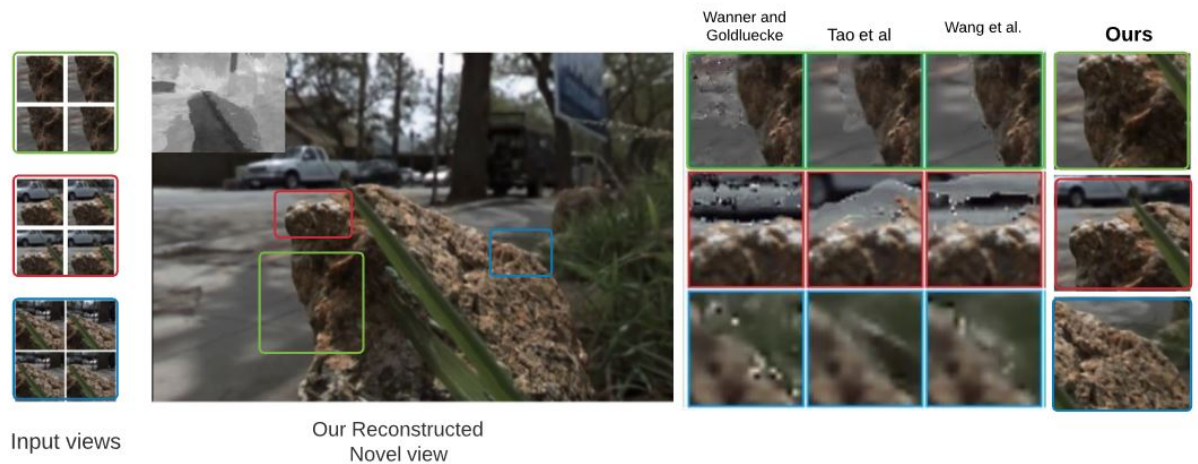 Wanner and
Goldluecke
Tao et al
Wang et al.
Ours
Input views
Our Reconstructed
Novel view